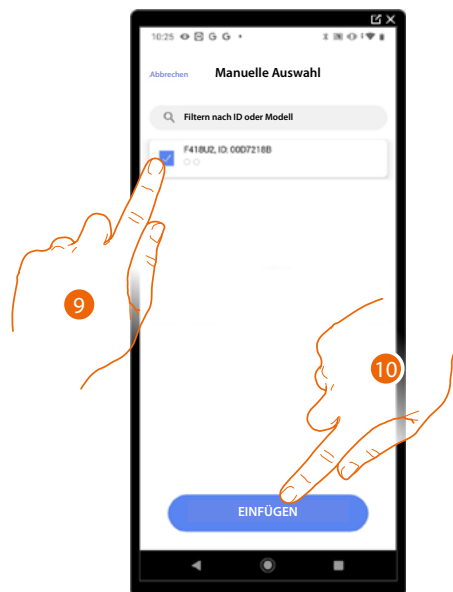 10:25
Abbrechen
Manuelle Auswahl
Filtern nach ID oder Modell
F418U2, ID: 00D7218B
9
10
EINFÜGEN